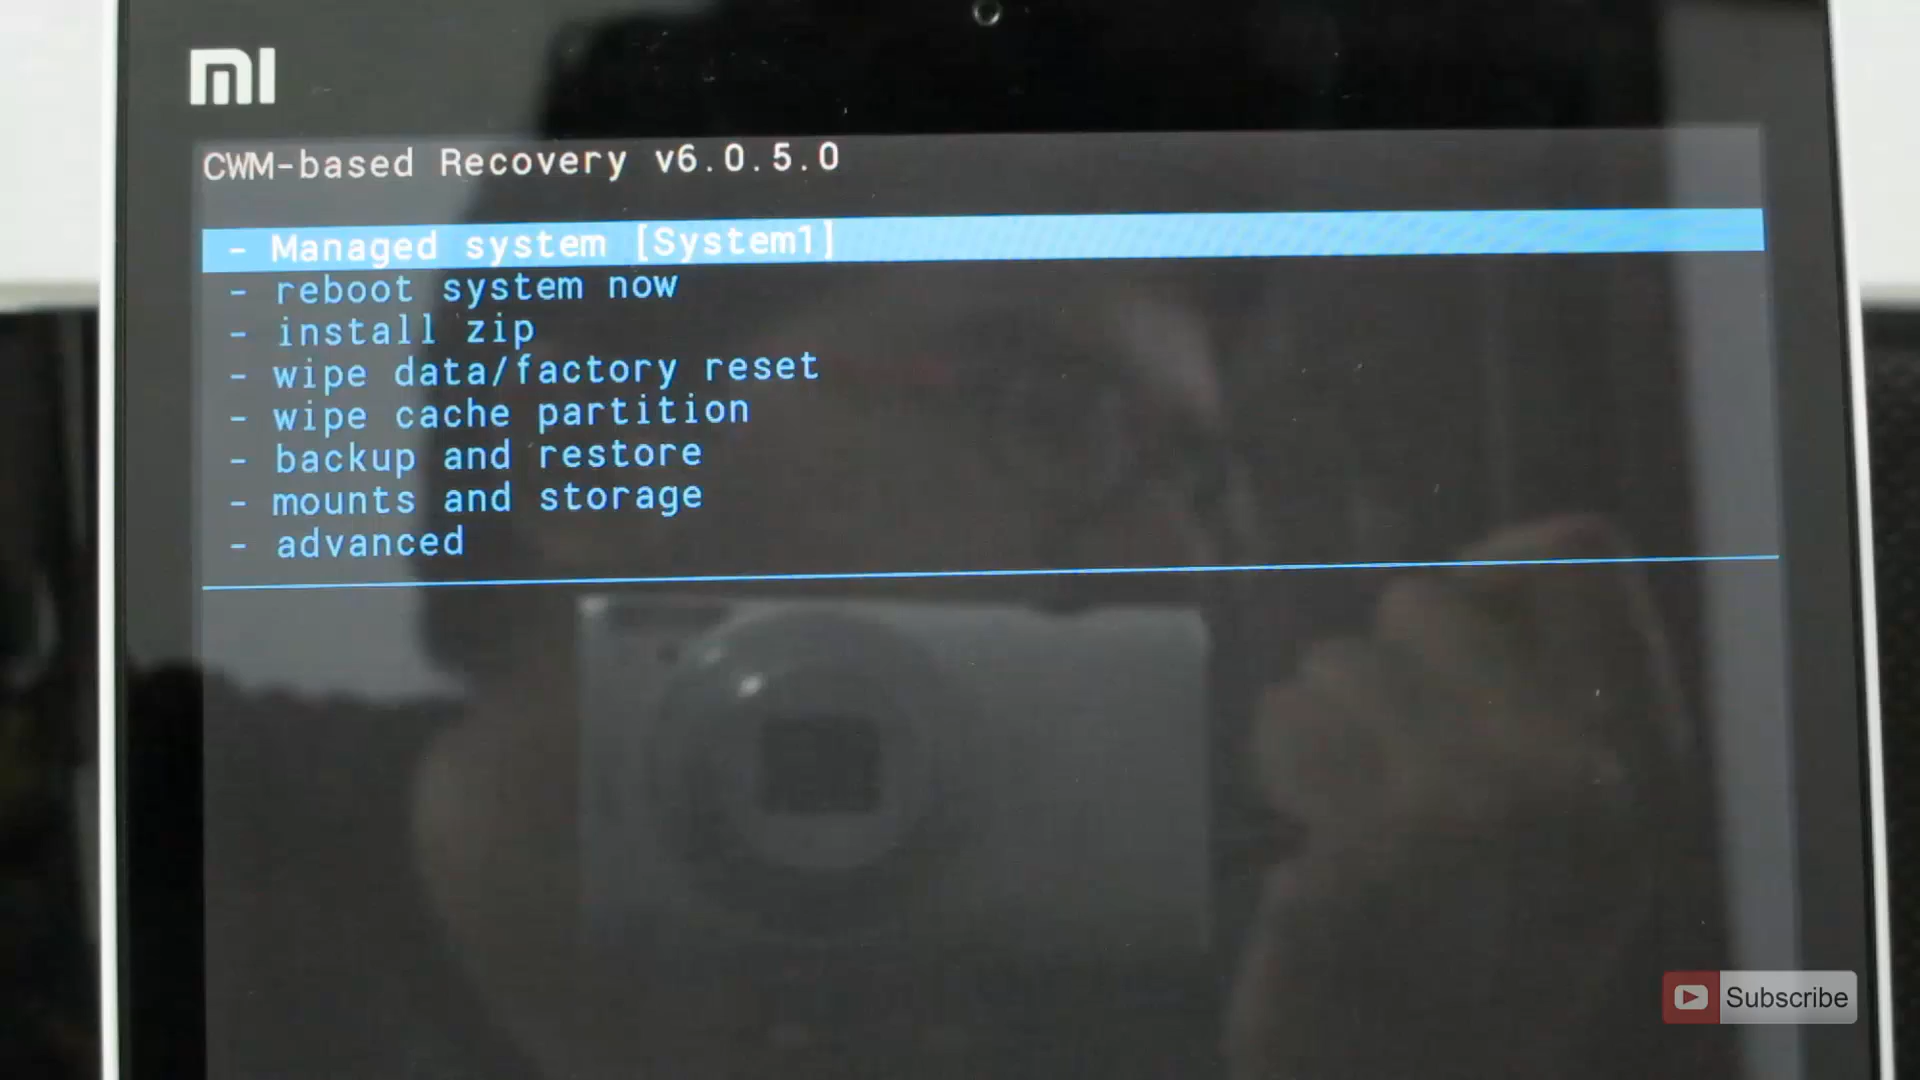 mi
CWM-based Recovery v6.0.5.0
- Managed system [System1]
- reboot system now
- install zip
- wipe data/factory reset
- wipe cache partition
- backup and restore
- mounts and storage
- advanced
Subscribe